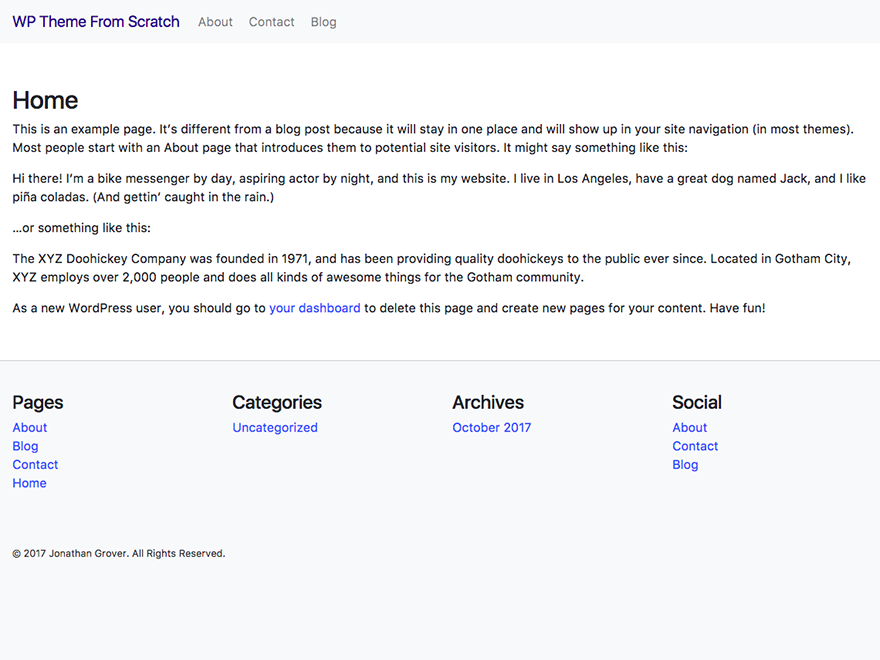 WP Theme From Scratch About Contact Blog
Home
This is an example page. It’s different from a blog post because it will stay in one place and will show up in your site navigation (in most themes).
Most people start with an About page that introduces them to potential site visitors. It might say something like this:
Hi there! I’m a bike messenger by day, aspiring actor by night, and this is my website. I live in Los Angeles, have a great dog named Jack, and I like
piña coladas. (And gettin’ caught in the rain.)
…or something like this:
The XYZ Doohickey Company was founded in 1971, and has been providing quality doohickeys to the public ever since. Located in Gotham City,
XYZ employs over 2,000 people and does all kinds of awesome things for the Gotham community.
As a new WordPress user, you should go to your dashboard to delete this page and create new pages for your content. Have fun!
Pages
About
Blog
Contact
Home
Categories
Uncategorized
Archives
October 2017
Social
About
Contact
Blog
© 2017 Jonathan Grover. All Rights Reserved.